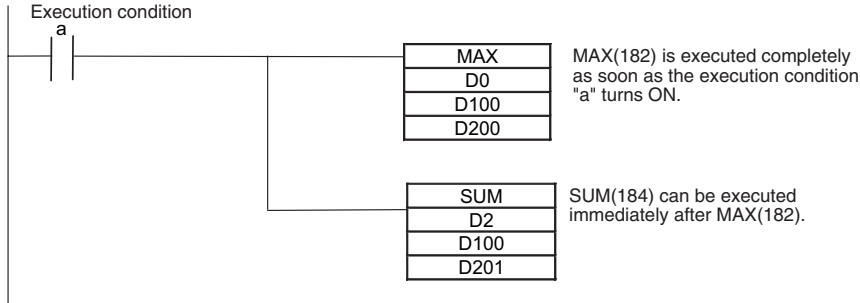 Execution condition
a
MAX
D0
D100
D200
MAX(182) is executed completely
as soon as the execution condition
"a" turns ON.
SUM
D2
D100
D201
SUM(184) can be executed
immediately after MAX(182).